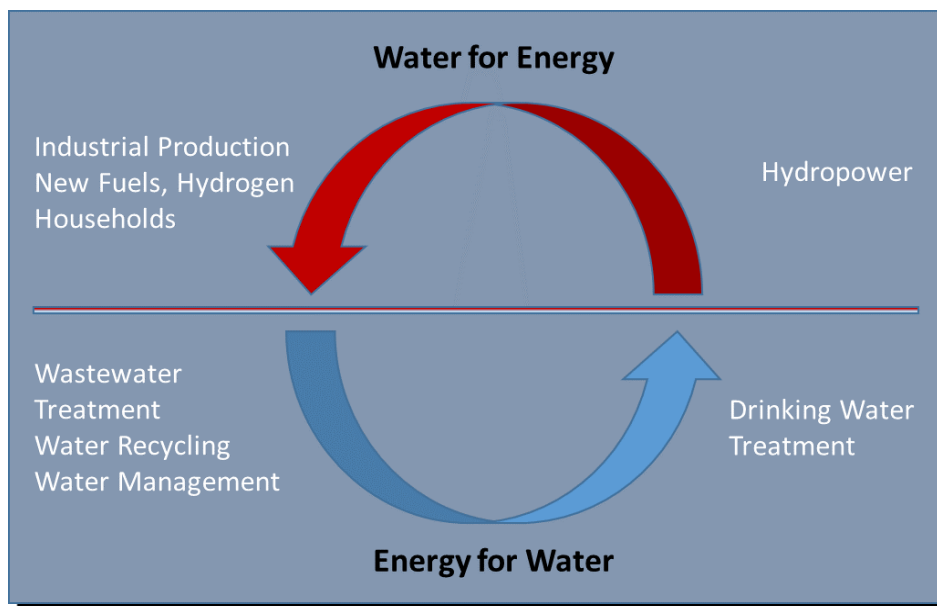 Water for Energy
Industrial Production
New Fuels, Hydrogen
Households
Hydropower
Wastewater
Treatment
Water Recycling
Water Management
Drinking Water
Treatment
Energy for Water